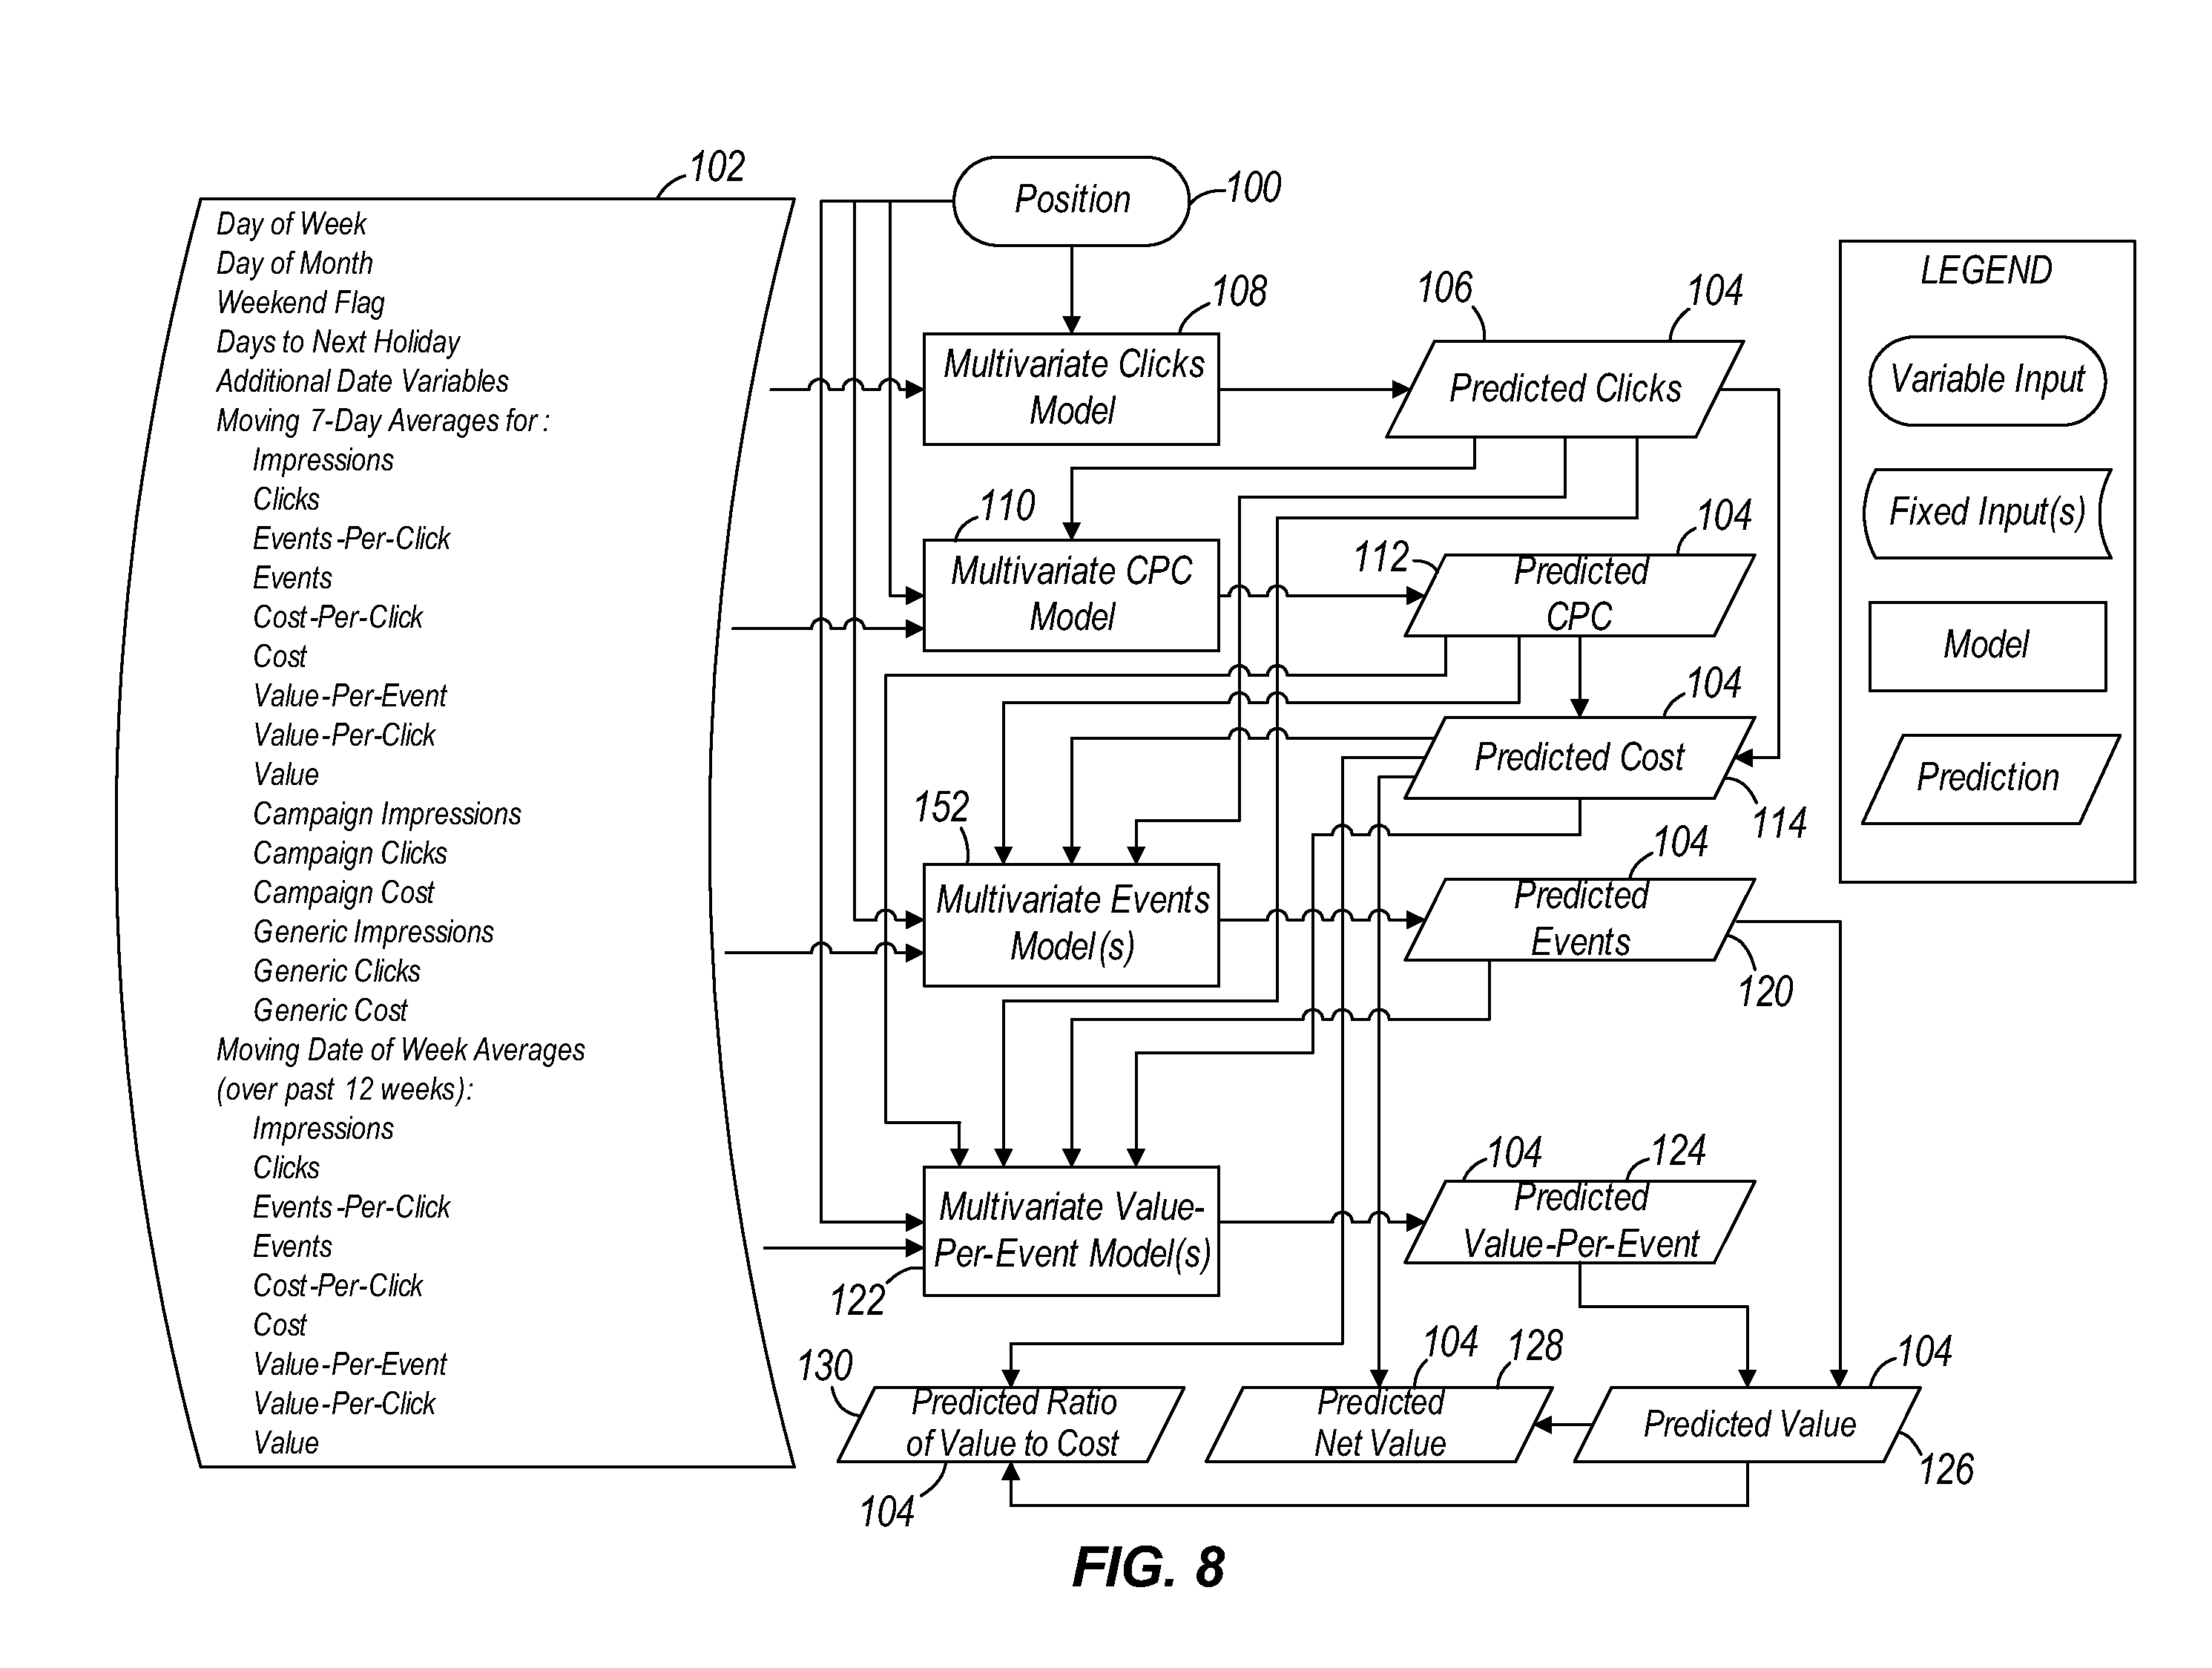 102
Day of Week
Day of Month
Weekend Flag
Days to Next Holiday
Additional Date Variables
Moving 7-Day Averages for :
Impressions
Clicks
Events-Per-Click
Events
Cost-Per-Click
Cost
Value-Per-Event
Value-Per-Click
Value
Campaign Impressions
Campaign Clicks
Campaign Cost
Generic Impressions
Generic Clicks
Generic Cost
Moving Date of Week Averages
(over past 12 weeks):
Impressions
Clicks
Events-Per-Click
Events
Cost-Per-Click
Cost
Value-Per-Event
Value-Per-Click
Value
Position
100
108
Multivariate Clicks
Model
106
104
Predicted Clicks
110
Multivariate CPC
Model
112
104
Predicted
CPC
104
Predicted Cost
114
152
Multivariate Events
Model(s)
104
Predicted
Events
120
Multivariate Value-
Per-Event Model(s)
122
104
124
Predicted
Value-Per-Event
130
Predicted Ratio
of Value to Cost
104
104
128
Predicted
Net Value
104
Predicted Value
126
LEGEND
Variable Input
Fixed Input(s)
Model
Prediction
FIG. 8